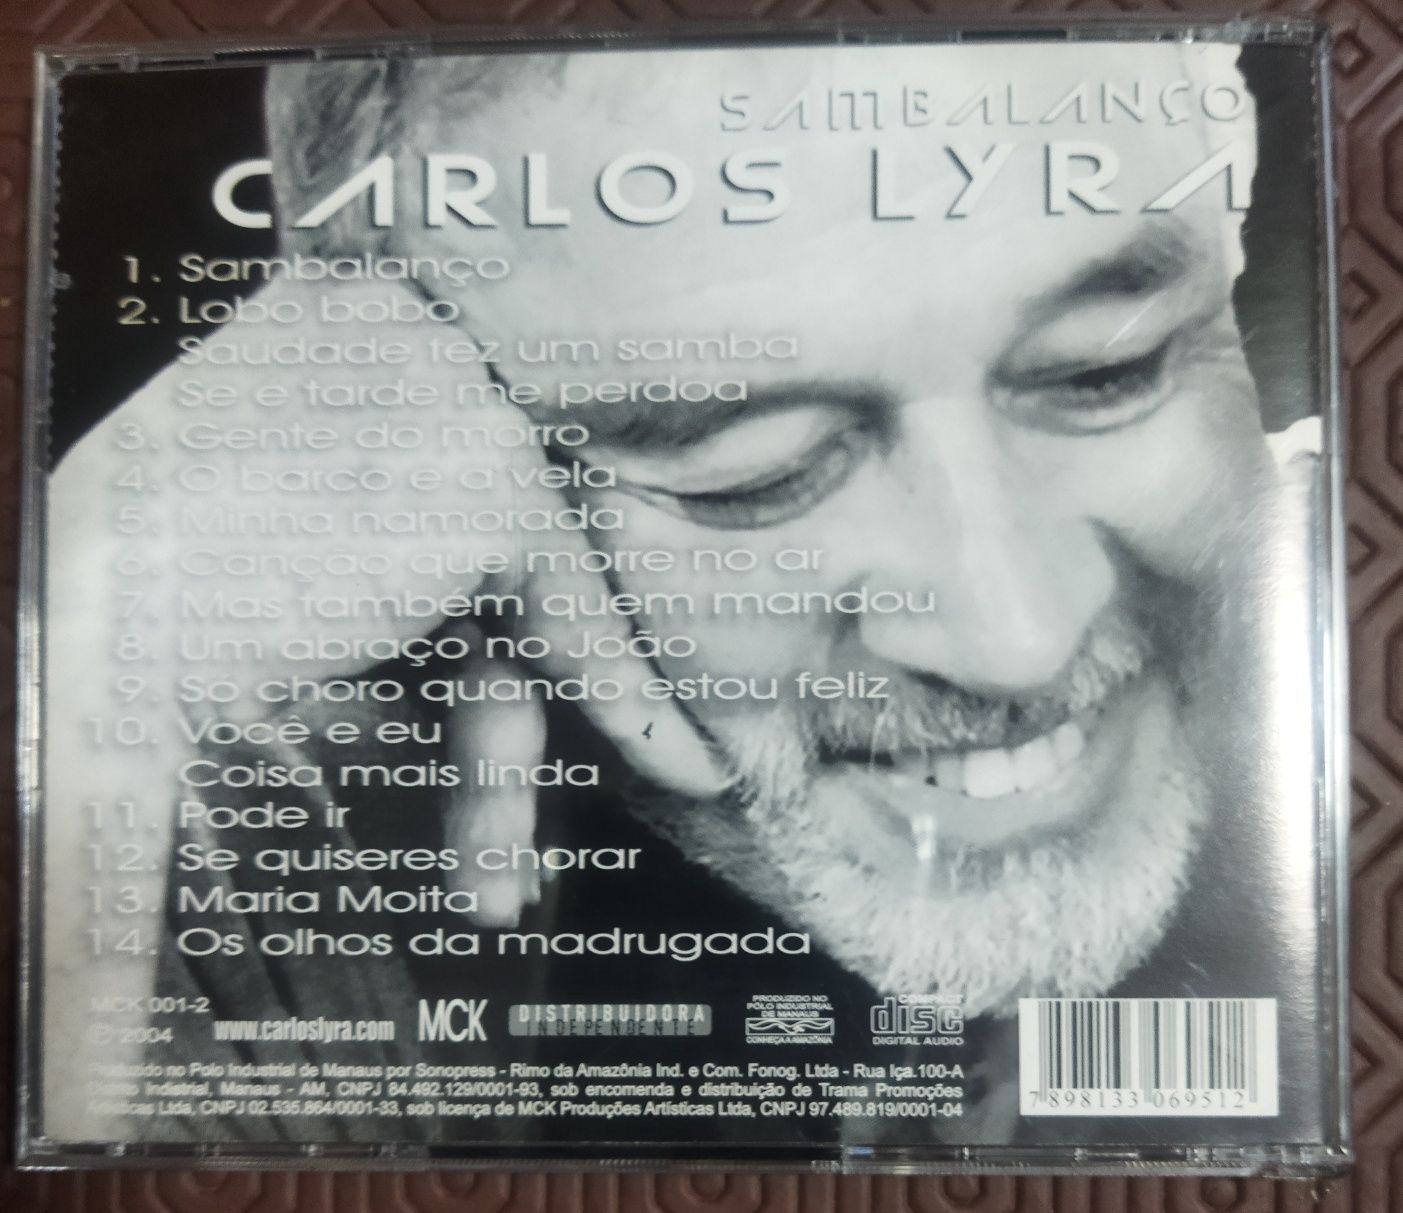 SAMBALANÇO
CARLOS LYRA
1. Sambalanço
2. Lobo bobo
Saudade fez um samba
Se é tarde me perdoa
3. Gente do morro
4. O barco e a vela
5. Minha namorada
6. Canção que morre no ar
7. Mas também quem mandou
8. Um abraço no João
9. Só choro quando estou feliz
10. Você e eu
Coisa mais linda
11. Pode ir
12. Se quiseres chorar
13. Maria Moita
14. Os olhos da madrugada
MCK 001-2
℗ 2004
www.carloslyra.com
MCK
DISTRIBUIDORA
INDEPENDENTE
PRODUZIDO NO
PÓLO INDUSTRIAL
DE MANAUS
CONHEÇA A AMAZÔNIA
COMPACT
disc
DIGITAL AUDIO
Produzido no Polo Industrial de Manaus por Sonopress - Rimo da Amazônia Ind. e Com. Fonog. Ltda - Rua Iça.100-A
Indistrial, Manaus - AM, CNPJ 84.492.129/0001-93, sob encomenda e distribuição de Trama Promoções
Ltda, CNPJ 02.535.864/0001-33, sob licença de MCK Produções Artísticas Ltda, CNPJ 97.489.819/0001-04
7 898133 069512